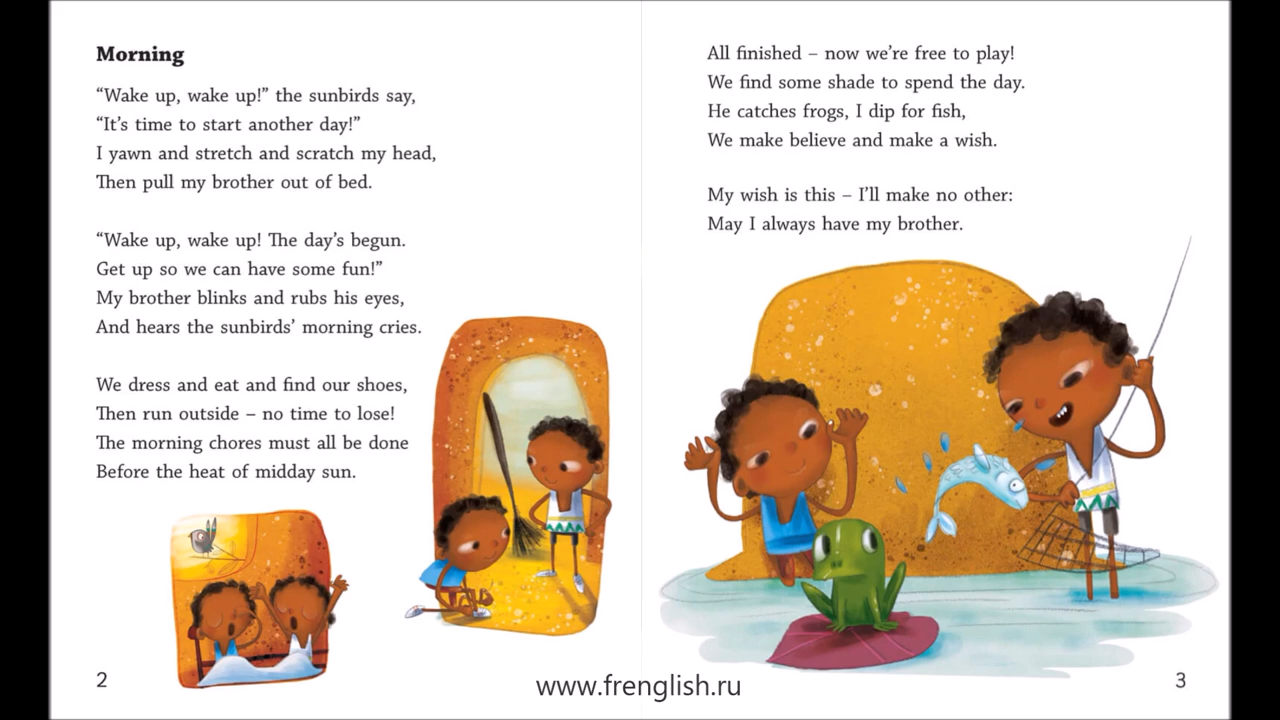 Morning
“Wake up, wake up!” the sunbirds say,
“It’s time to start another day!”
I yawn and stretch and scratch my head,
Then pull my brother out of bed.
“Wake up, wake up! The day’s begun.
Get up so we can have some fun!”
My brother blinks and rubs his eyes,
And hears the sunbirds’ morning cries.
We dress and eat and find our shoes,
Then run outside – no time to lose!
The morning chores must all be done
Before the heat of midday sun.
2
All finished – now we’re free to play!
We find some shade to spend the day.
He catches frogs, I dip for fish,
We make believe and make a wish.
My wish is this – I’ll make no other:
May I always have my brother.
3
www.frenglish.ru